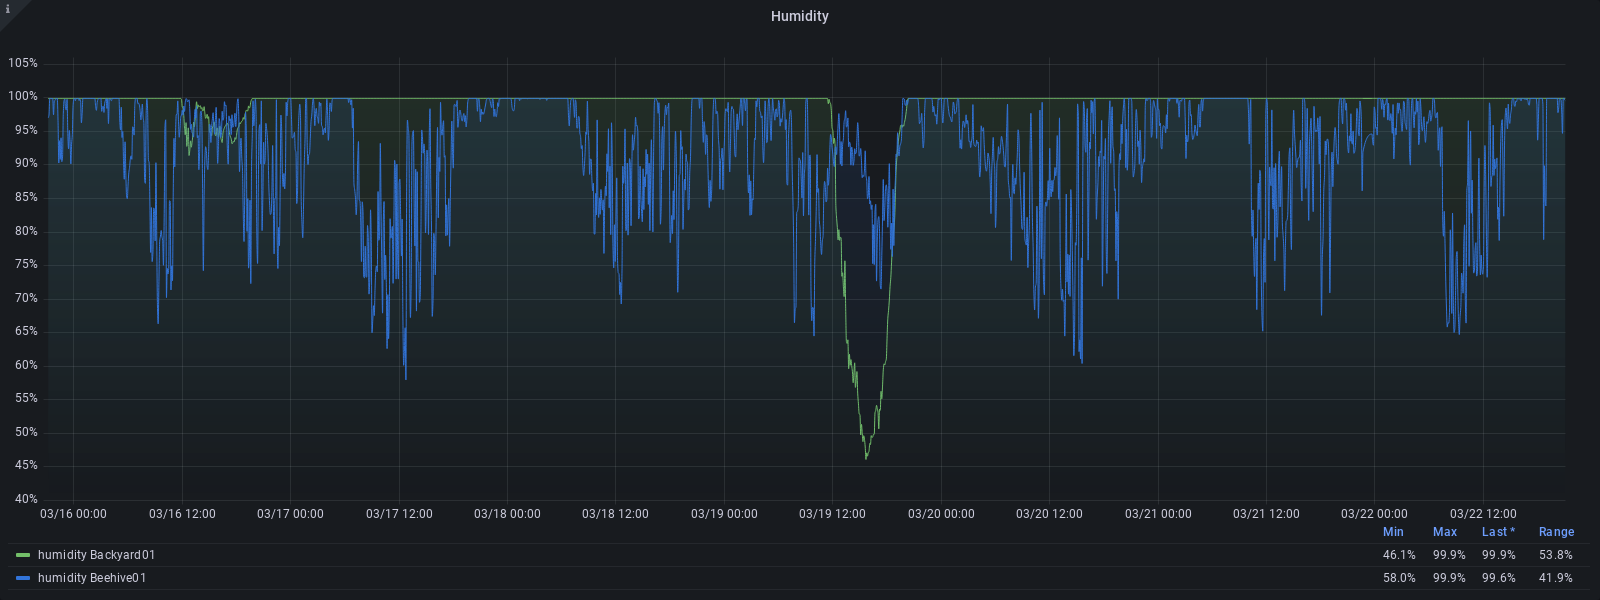 i
Humidity
105%
100%
95%
90%
85%
80%
75%
70%
65%
60%
55%
50%
45%
40%
03/16 00:00 03/16 12:00 03/17 00:00 03/17 12:00 03/18 00:00 03/18 12:00 03/19 00:00 03/19 12:00 03/20 00:00 03/20 12:00 03/21 00:00 03/21 12:00 03/22 00:00 03/22 12:00
Min Max Last * Range
humidity Backyard01 46.1% 99.9% 99.9% 53.8%
humidity Beehive01 58.0% 99.9% 99.6% 41.9%